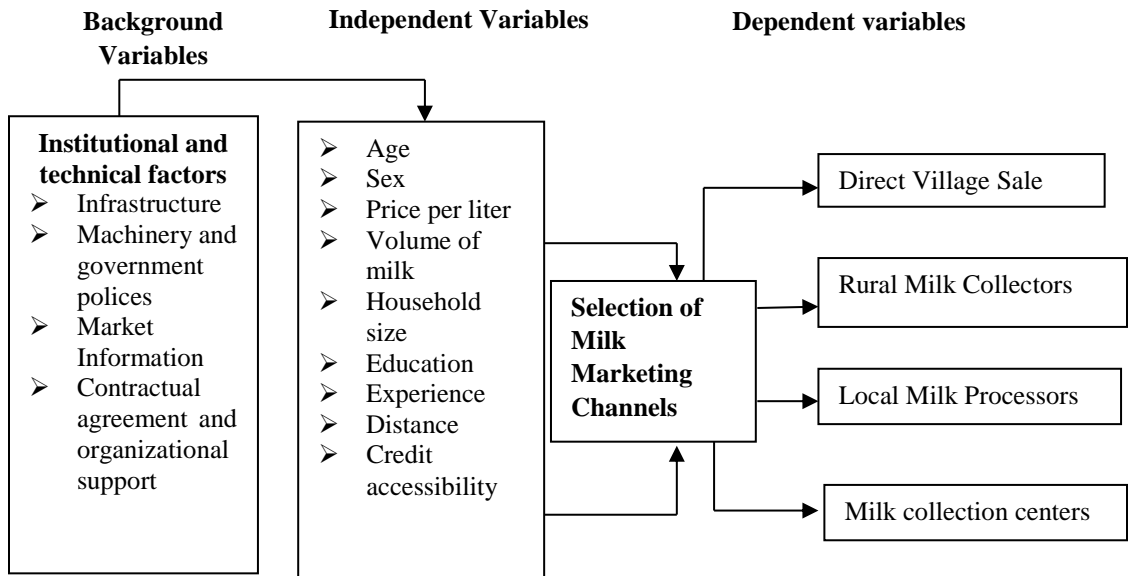 Background
Variables
Independent Variables
Dependent variables
Institutional and
technical factors
➢ Infrastructure
➢ Machinery and
government
polices
➢ Market
Information
➢ Contractual
agreement and
organizational
support
➢ Age
➢ Sex
➢ Price per liter
➢ Volume of
milk
➢ Household
size
➢ Education
➢ Experience
➢ Distance
➢ Credit
accessibility
Selection of
Milk
Marketing
Channels
Direct Village Sale
Rural Milk Collectors
Local Milk Processors
Milk collection centers